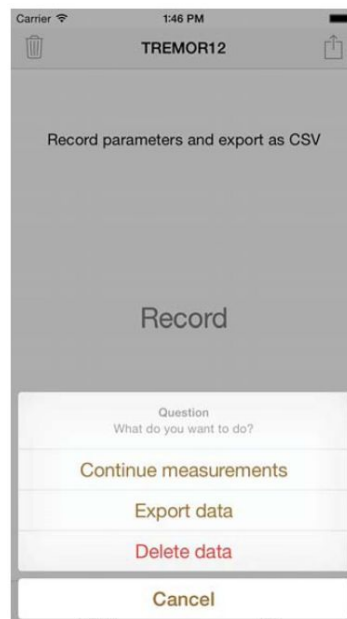 Carrier 1:46 PM
TREMOR12
Record parameters and export as CSV
Record
Question
What do you want to do?
Continue measurements
Export data
Delete data
Cancel